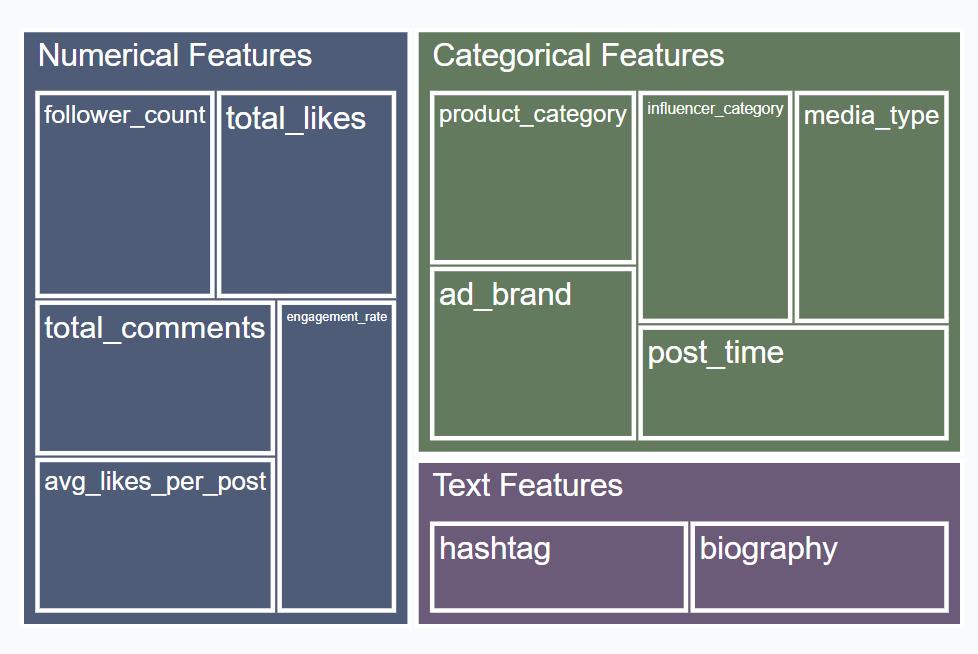 Numerical Features
follower_count
total_likes
total_comments
engagement_rate
avg_likes_per_post
Categorical Features
product_category
influencer_category
media_type
ad_brand
post_time
Text Features
hashtag
biography